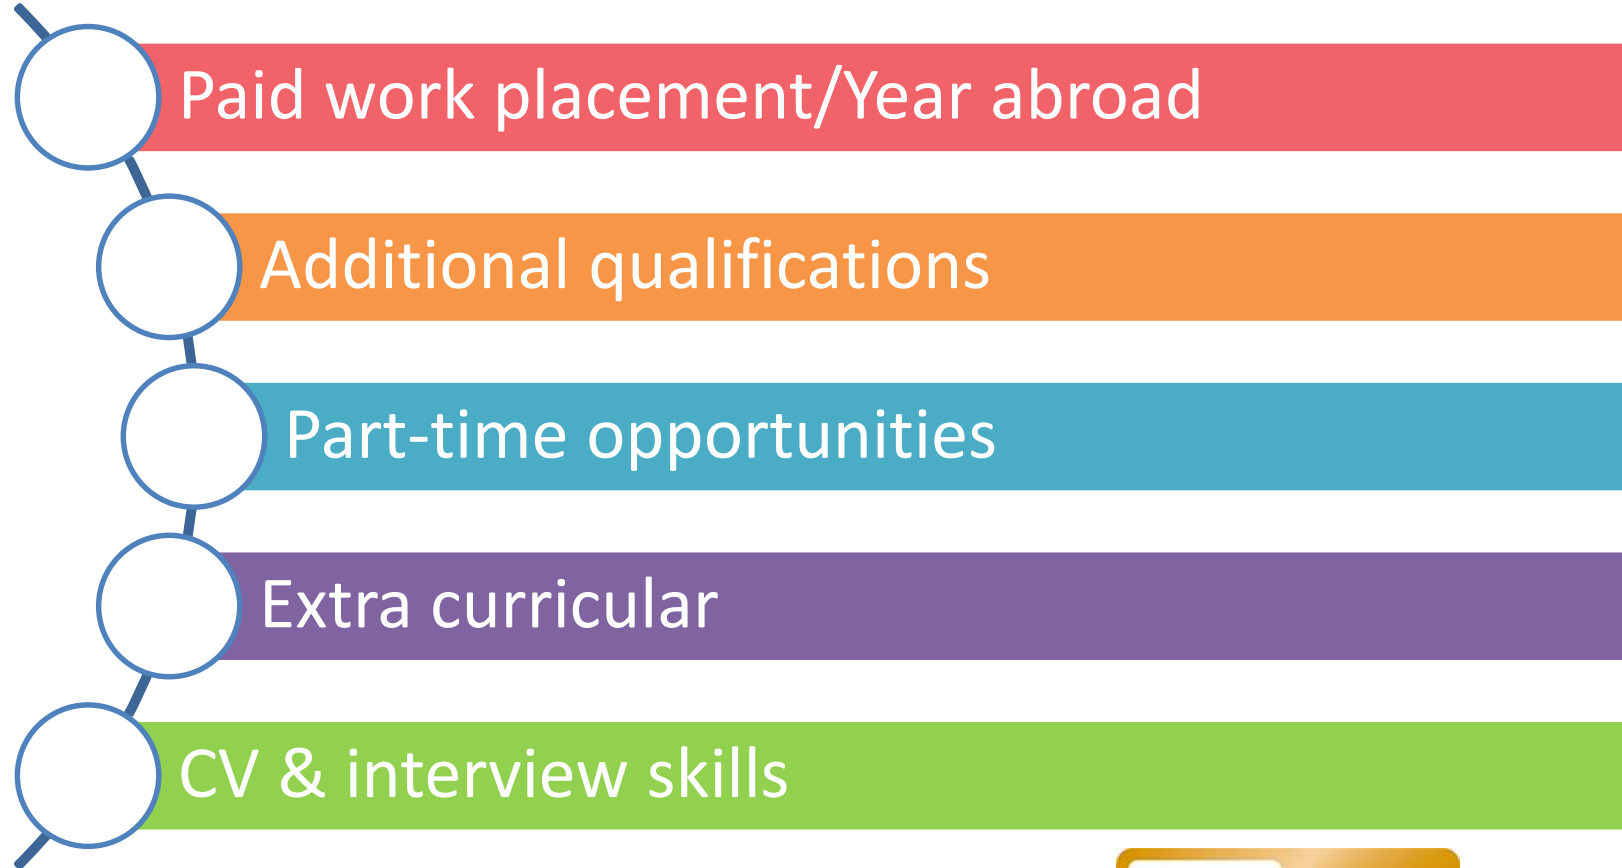 Paid work placement/Year abroad
Additional qualifications
Part-time opportunities
Extra curricular
CV & interview skills